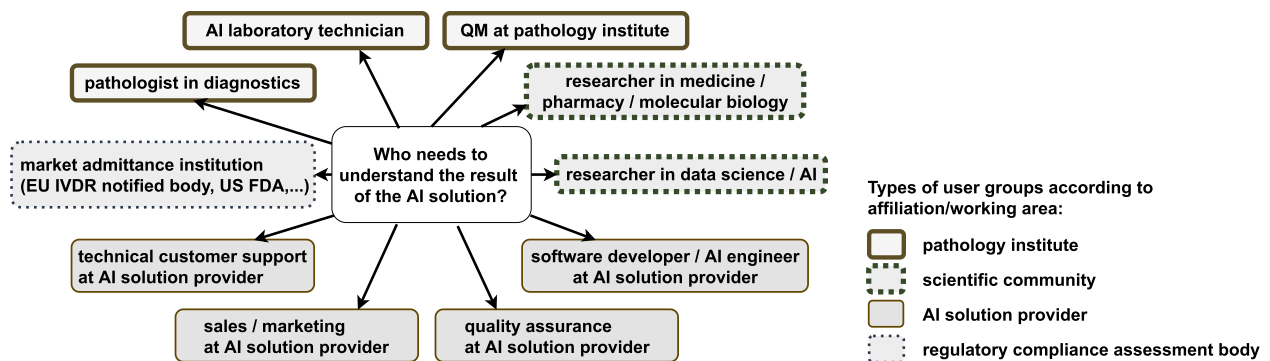 AI laboratory technician
QM at pathology institute
pathologist in diagnostics
researcher in medicine /
pharmacy / molecular biology
market admittance institution
(EU IVDR notified body, US FDA,...)
Who needs to
understand the result
of the AI solution?
researcher in data science / AI
technical customer support
at AI solution provider
software developer / AI engineer
at AI solution provider
sales / marketing
at AI solution provider
quality assurance
at AI solution provider
Types of user groups according to
affiliation/working area:
pathology institute
scientific community
AI solution provider
regulatory compliance assessment body